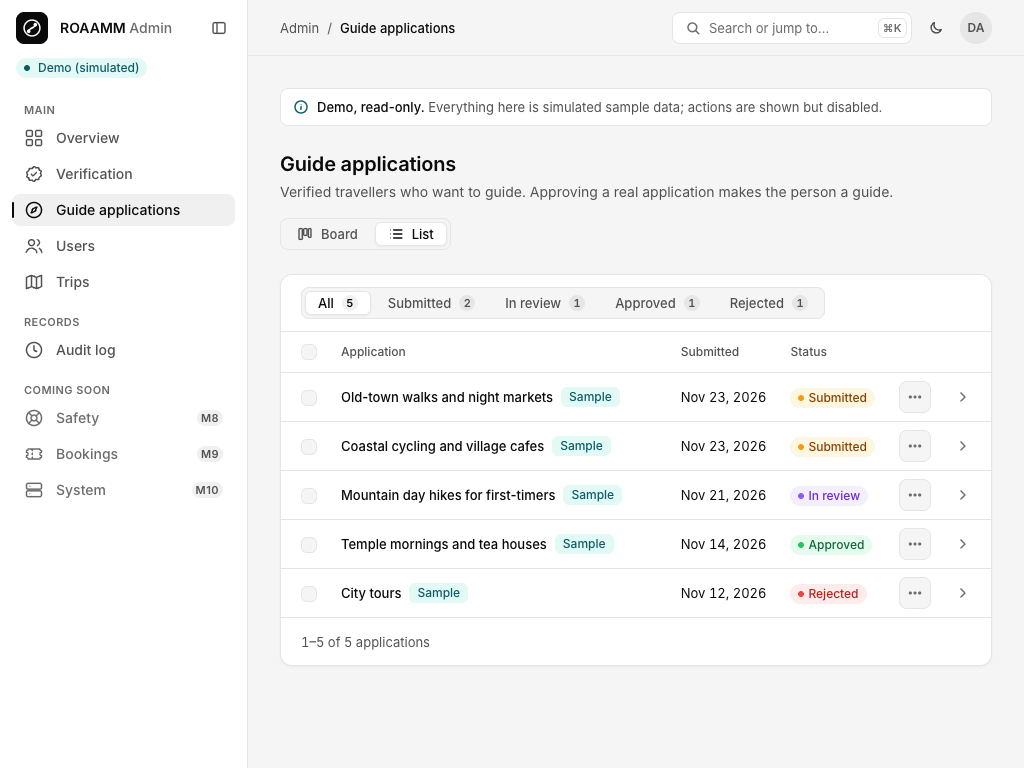 ROAAMM Admin
Demo (simulated)
MAIN
Overview
Verification
Guide applications
Users
Trips
RECORDS
Audit log
COMING SOON
Safety M8
Bookings M9
System M10
Admin / Guide applications
Search or jump to... ⌘K
DA
Demo, read-only. Everything here is simulated sample data; actions are shown but disabled.
Guide applications
Verified travellers who want to guide. Approving a real application makes the person a guide.
Board List
All 5 Submitted 2 In review 1 Approved 1 Rejected 1
Application Submitted Status
Old-town walks and night markets Sample Nov 23, 2026 Submitted
Coastal cycling and village cafes Sample Nov 23, 2026 Submitted
Mountain day hikes for first-timers Sample Nov 21, 2026 In review
Temple mornings and tea houses Sample Nov 14, 2026 Approved
City tours Sample Nov 12, 2026 Rejected
1–5 of 5 applications